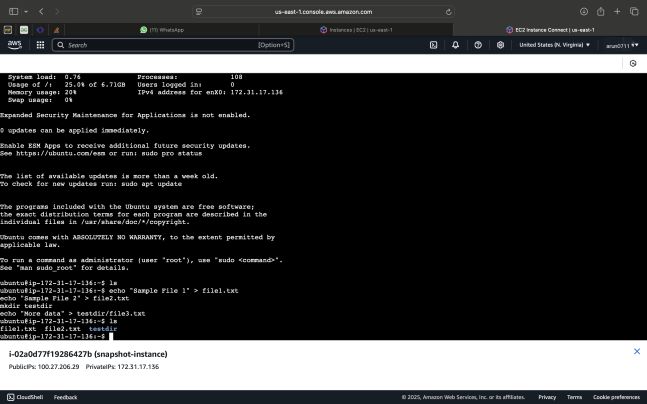 us-east-1.console.aws.amazon.com
(11) WhatsApp
Instances | EC2 | us-east-1
EC2 Instance Connect | us-east-1
aws
Search
[Option+S]
United States (N. Virginia)
arun0711
System load: 0.76 Processes: 108
Usage of /: 25.0% of 6.71GB Users logged in: 0
Memory usage: 20% IPv4 address for enX0: 172.31.17.136
Swap usage: 0%
Expanded Security Maintenance for Applications is not enabled.
0 updates can be applied immediately.
Enable ESM Apps to receive additional future security updates.
See https://ubuntu.com/esm or run: sudo pro status
The list of available updates is more than a week old.
To check for new updates run: sudo apt update
The programs included with the Ubuntu system are free software;
the exact distribution terms for each program are described in the
individual files in /usr/share/doc/*/copyright.
Ubuntu comes with ABSOLUTELY NO WARRANTY, to the extent permitted by
applicable law.
To run a command as administrator (user "root"), use "sudo <command>".
See "man sudo_root" for details.
ubuntu@ip-172-31-17-136:~$ ls
ubuntu@ip-172-31-17-136:~$ echo "Sample File 1" > file1.txt
echo "Sample File 2" > file2.txt
mkdir testdir
echo "More data" > testdir/file3.txt
ubuntu@ip-172-31-17-136:~$ ls
file1.txt file2.txt testdir
ubuntu@ip-172-31-17-136:~$
i-02a0d77f19286427b (snapshot-instance)
PublicIPs: 100.27.206.29 PrivateIPs: 172.31.17.136
CloudShell Feedback © 2025, Amazon Web Services, Inc. or its affiliates. Privacy Terms Cookie preferences